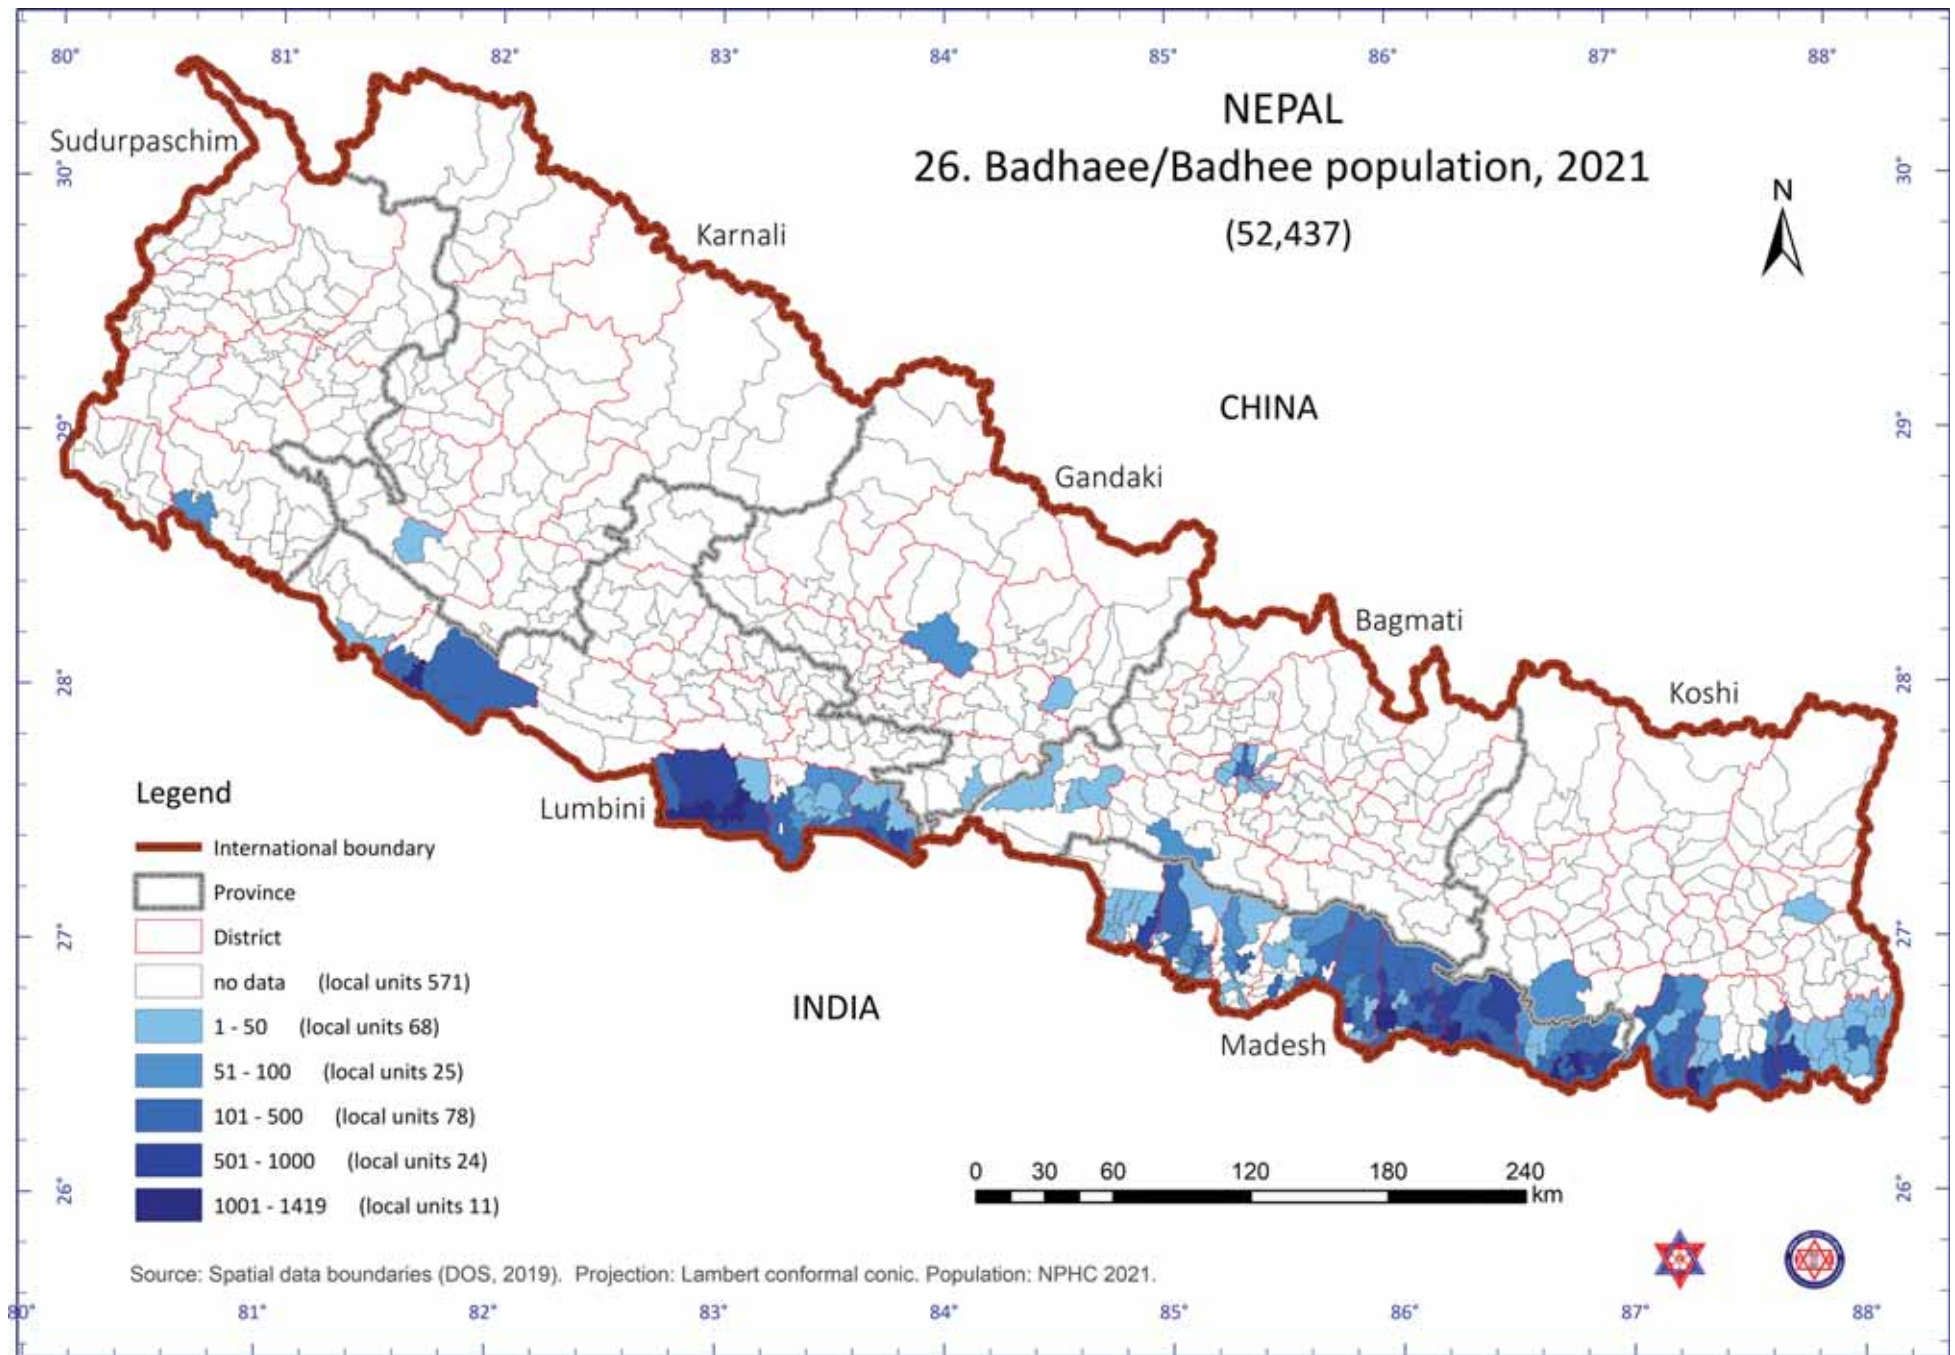 80° 81° 82° 83° 84° 85° 86° 87° 88°
NEPAL
26. Badhaee/Badhee population, 2021
(52,437)
N
Sudurpaschim
30° 30°
Karnali
CHINA
29° 29°
Gandaki
Bagmati
28° 28°
Koshi
Lumbini
27° 27°
INDIA
Madesh
26° 26°
Legend
International boundary
Province
District
no data (local units 571)
1 - 50 (local units 68)
51 - 100 (local units 25)
101 - 500 (local units 78)
501 - 1000 (local units 24)
1001 - 1419 (local units 11)
0 30 60 120 180 240
km
Source: Spatial data boundaries (DOS, 2019). Projection: Lambert conformal conic. Population: NPHC 2021.
80° 81° 82° 83° 84° 85° 86° 87° 88°